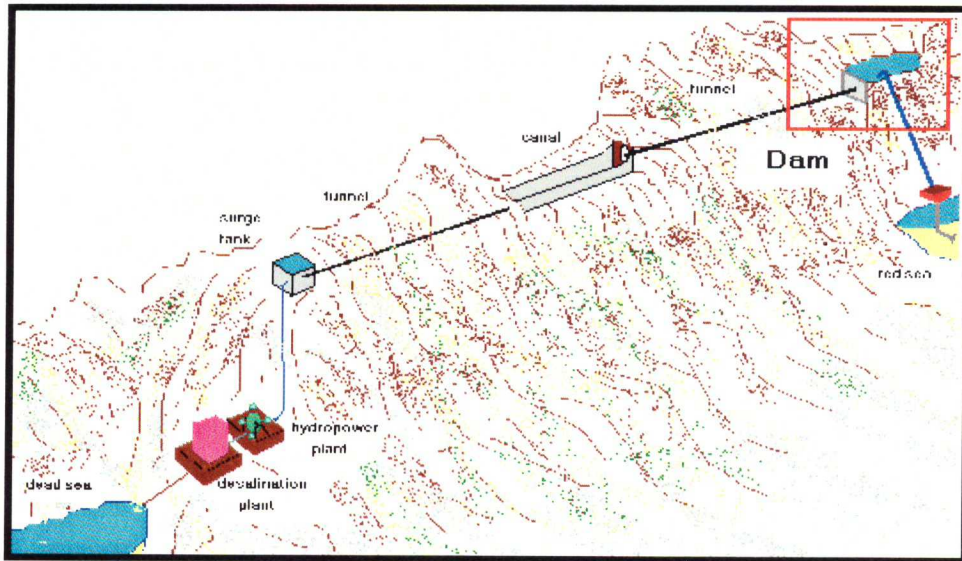 tunnel
canal
Dam
tunnel
surge
tank
red sea
hydropower
plant
dead sea
desalination
plant